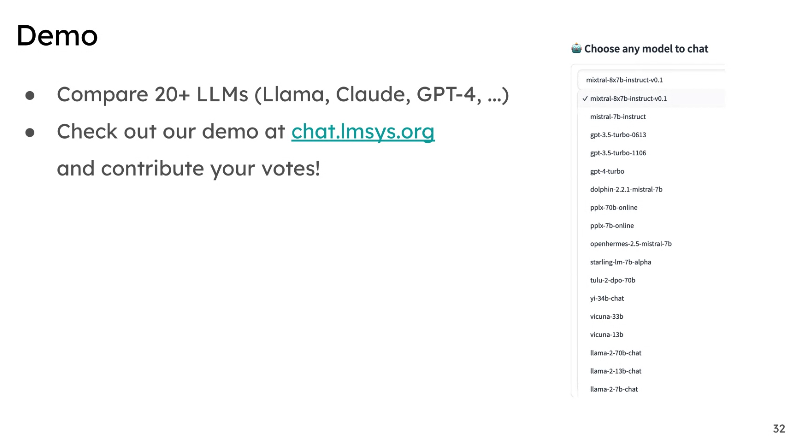 Demo
● Compare 20+ LLMs (Llama, Claude, GPT-4, ...)
● Check out our demo at chat.lmsys.org
and contribute your votes!
🤖 Choose any model to chat
mixtral-8x7b-instruct-v0.1
✓ mixtral-8x7b-instruct-v0.1
mistral-7b-instruct
gpt-3.5-turbo-0613
gpt-3.5-turbo-1106
gpt-4-turbo
dolphin-2.2.1-mistral-7b
pplx-70b-online
pplx-7b-online
openhermes-2.5-mistral-7b
starling-lm-7b-alpha
tulu-2-dpo-70b
yi-34b-chat
vicuna-33b
vicuna-13b
llama-2-70b-chat
llama-2-13b-chat
llama-2-7b-chat
32